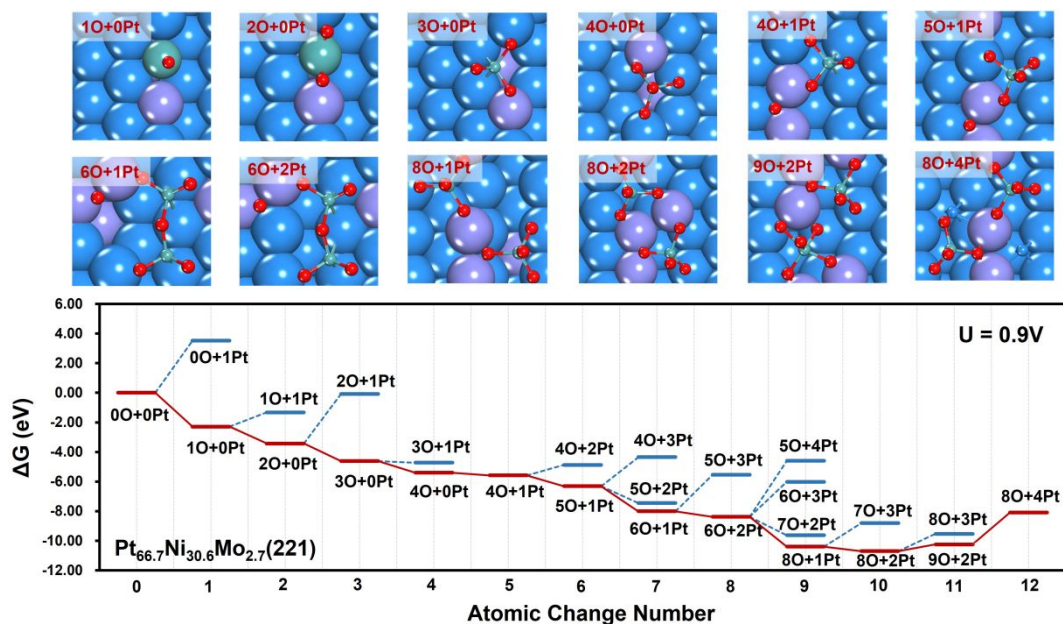 1O+0Pt 2O+0Pt 3O+0Pt 4O+0Pt 4O+1Pt 5O+1Pt
6O+1Pt 6O+2Pt 8O+1Pt 8O+2Pt 9O+2Pt 8O+4Pt
6.00
4.00
2.00
0.00
-2.00
-4.00
-6.00
-8.00
-10.00
-12.00
ΔG (eV)
U = 0.9V
0O+0Pt
0O+1Pt
1O+0Pt
1O+1Pt
2O+0Pt
2O+1Pt
3O+0Pt
3O+1Pt
4O+0Pt
4O+1Pt
4O+2Pt
5O+1Pt
4O+3Pt
5O+2Pt
6O+1Pt
5O+3Pt
6O+2Pt
5O+4Pt
6O+3Pt
7O+2Pt
8O+1Pt
7O+3Pt
8O+2Pt
8O+3Pt
9O+2Pt
8O+4Pt
Pt66.7Ni30.6Mo2.7(221)
0 1 2 3 4 5 6 7 8 9 10 11 12
Atomic Change Number